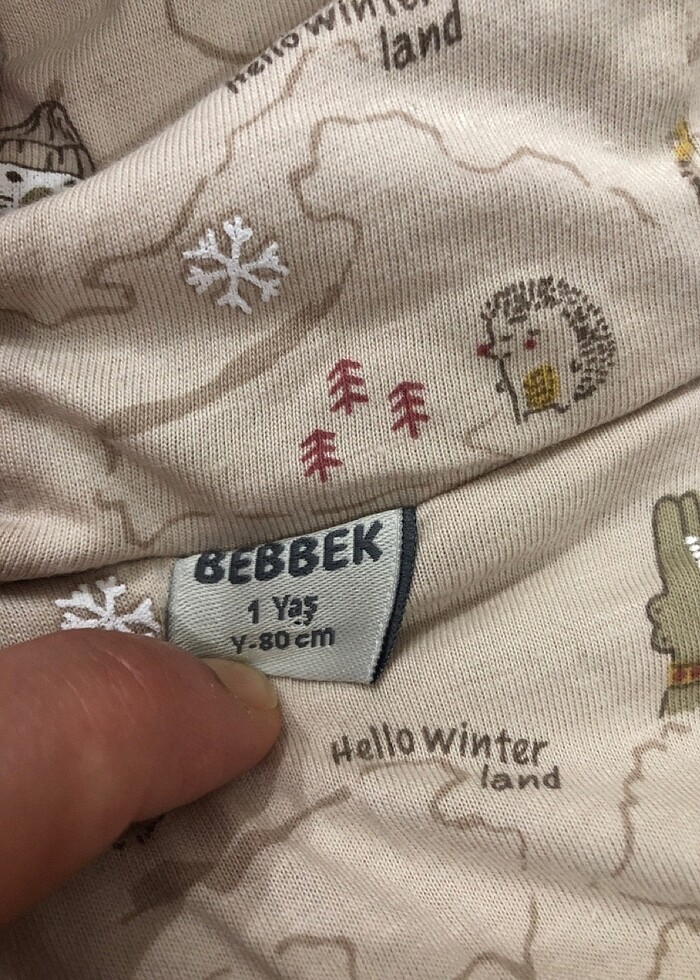 Hello winter
land
BEBBEK
1 Yaş
Y-80 cm
Hello winter
land